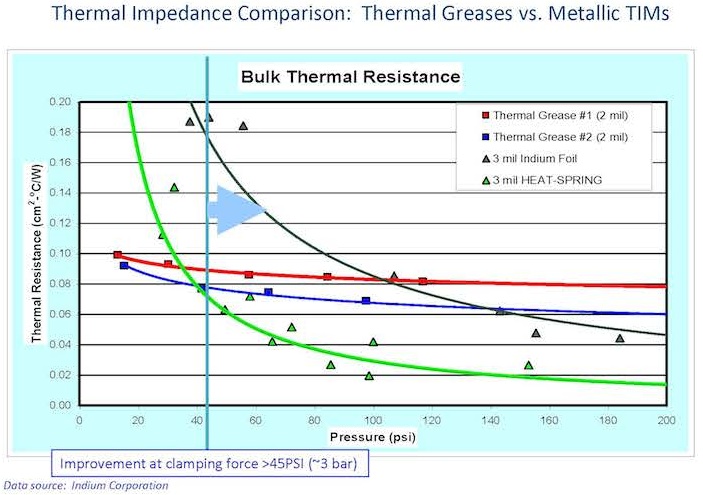 Thermal Impedance Comparison: Thermal Greases vs. Metallic TIMs
Bulk Thermal Resistance
Thermal Resistance (cm²-°C/W)
0.20
0.18
0.16
0.14
0.12
0.10
0.08
0.06
0.04
0.02
0.00
Thermal Grease #1 (2 mil)
Thermal Grease #2 (2 mil)
3 mil Indium Foil
3 mil HEAT-SPRING
0 20 40 60 80 100 120 140 160 180 200
Pressure (psi)
Improvement at clamping force >45PSI (~3 bar)
Data source: Indium Corporation